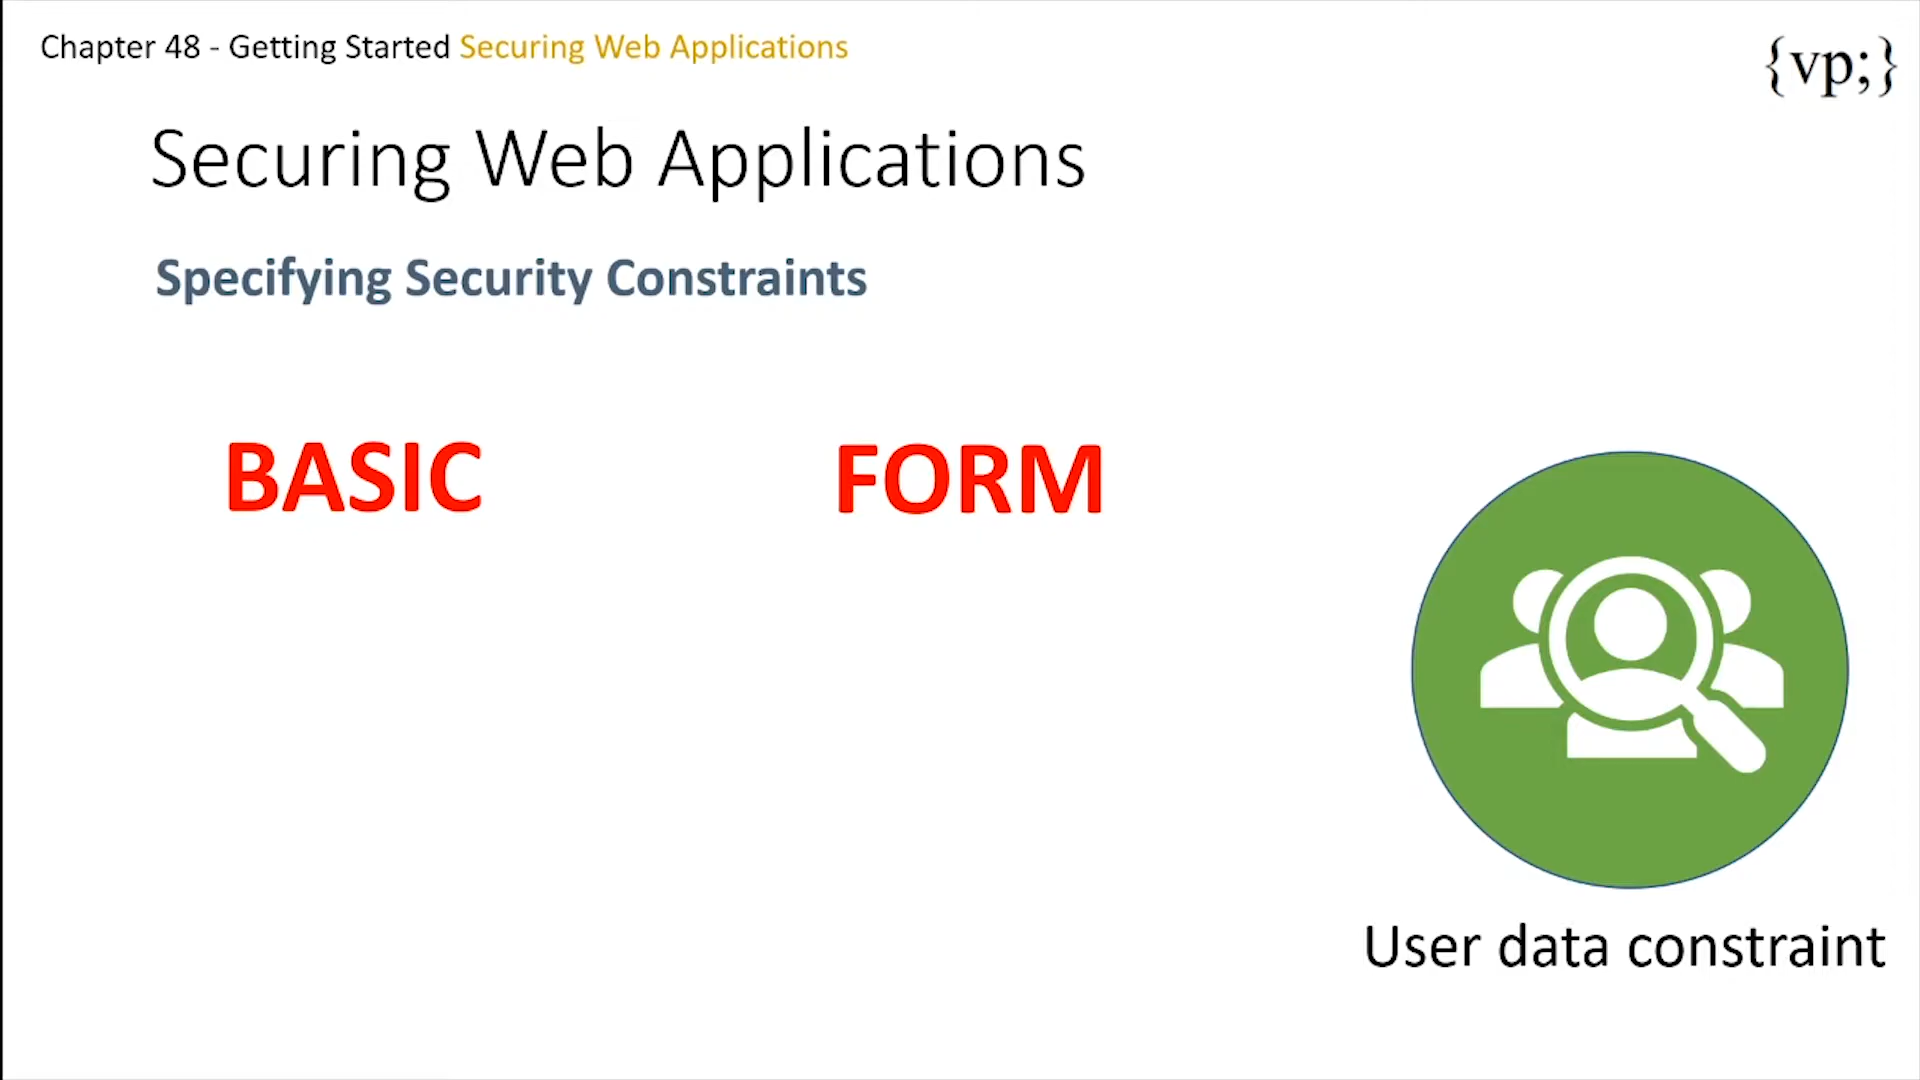 Chapter 48 - Getting Started Securing Web Applications
{vp;}
Securing Web Applications
Specifying Security Constraints
BASIC
FORM
User data constraint